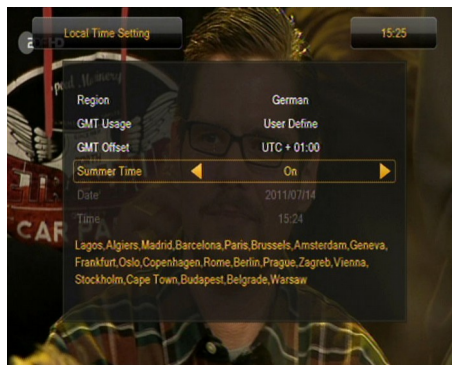 Local Time Setting
15:25
Region German
GMT Usage User Define
GMT Offset UTC + 01:00
Summer Time On
Date 2011/07/14
Time 15:24
Lagos,Algiers,Madrid,Barcelona,Paris,Brussels,Amsterdam,Geneva,
Frankfurt,Oslo,Copenhagen,Rome,Berlin,Prague,Zagreb,Vienna,
Stockholm,Cape Town,Budapest,Belgrade,Warsaw
CAR